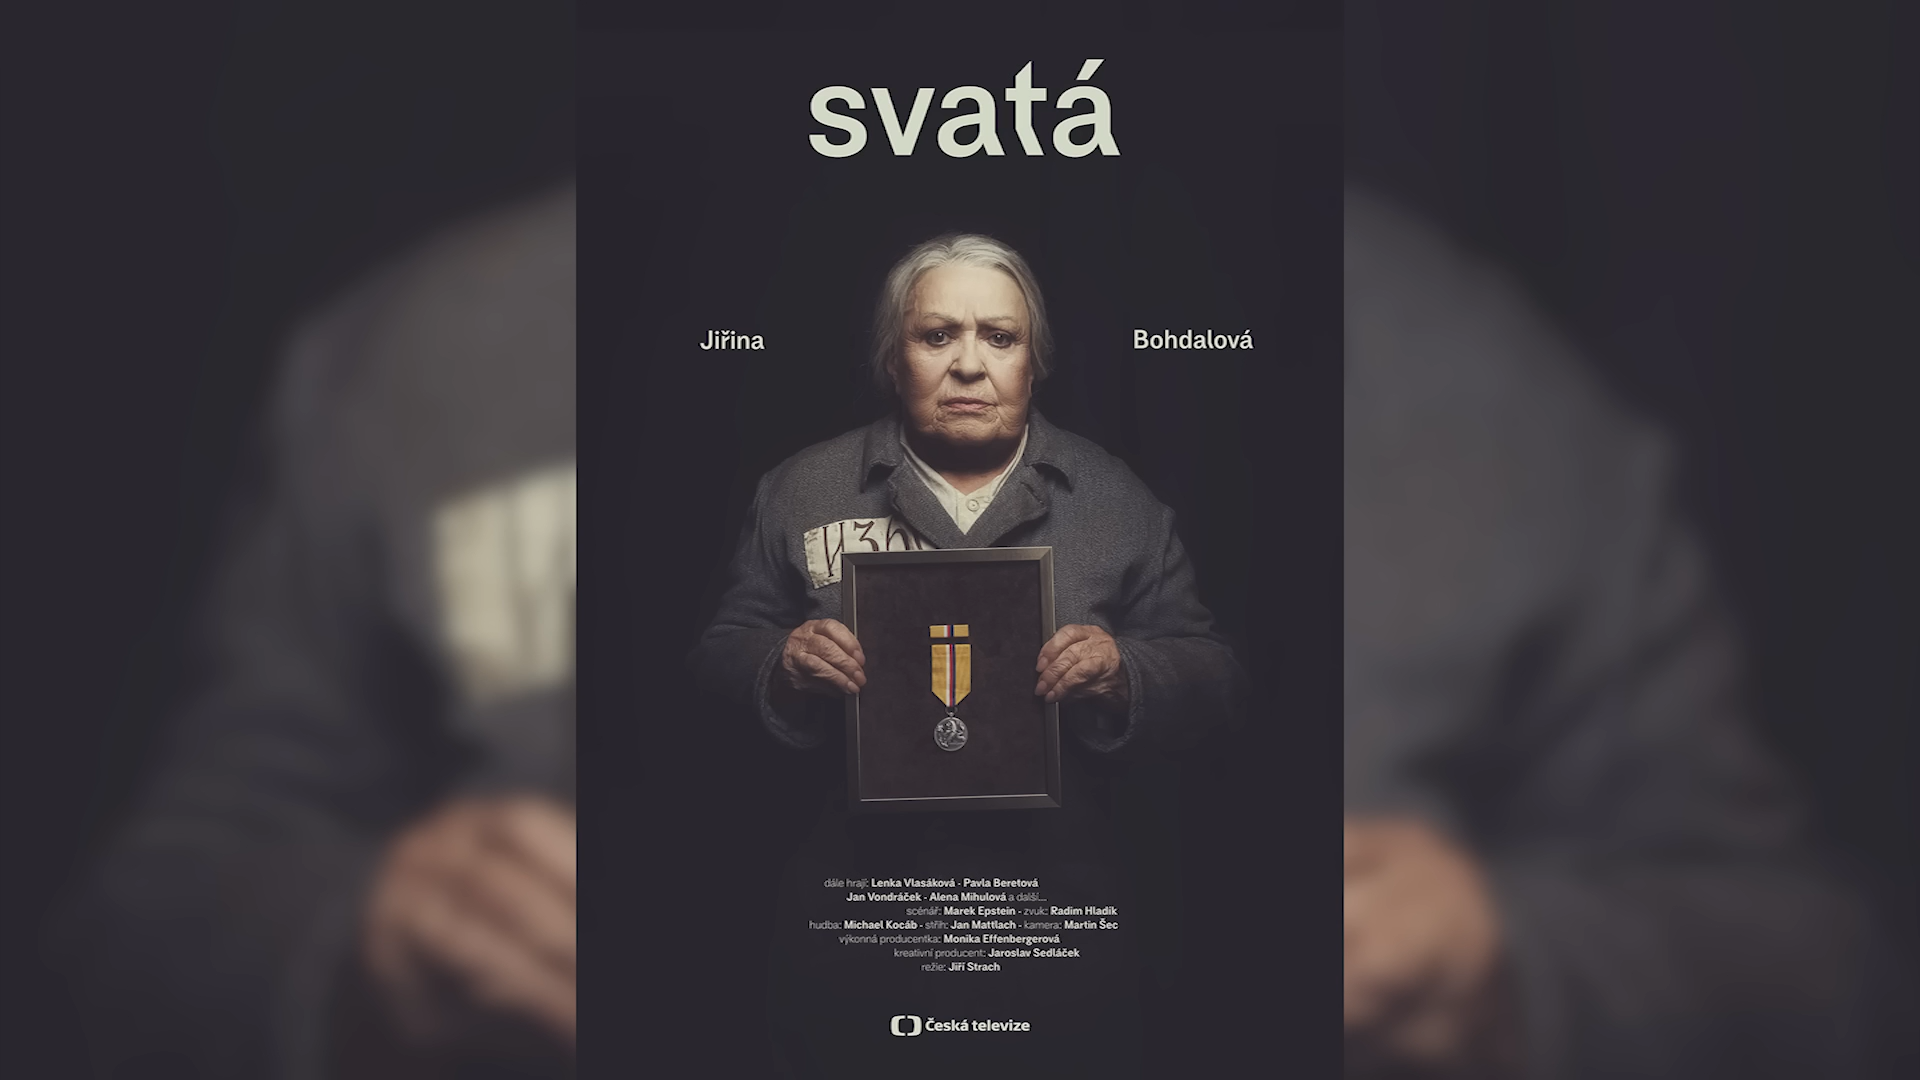 svatá
Jiřina Bohdalová
ИЗ
dále hrají: Lenka Vlasáková - Pavla Beretová
Jan Vondráček - Alena Mihulová a další...
scénář: Marek Epstein - zvuk: Radim Hladík
hudba: Michael Kocáb - střih: Jan Mattlach - kamera: Martin Šec
výkonná producentka: Monika Effenbergerová
kreativní producent: Jaroslav Sedláček
režie: Jiří Strach
Česká televize